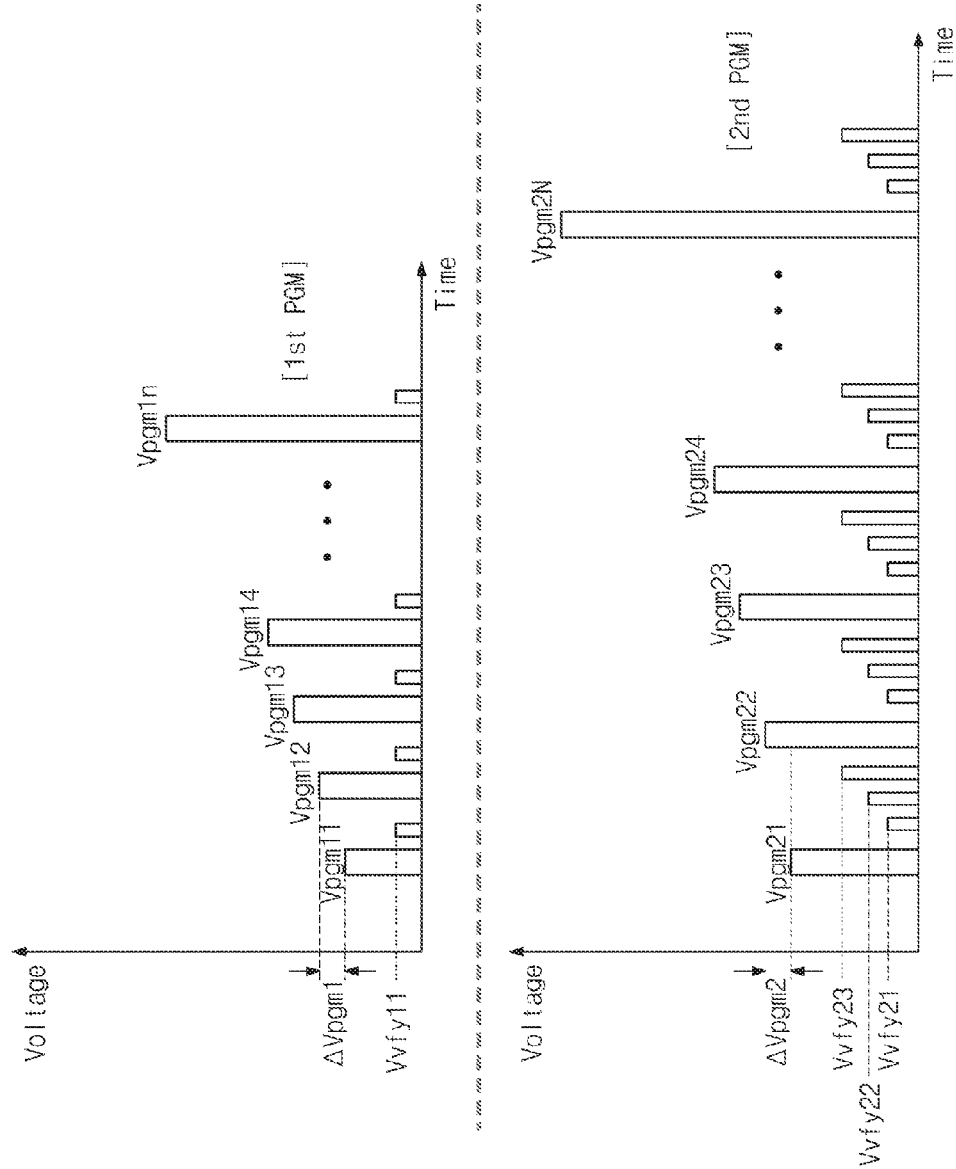 Voltage
ΔVpgm1
Vvfy11
Vpgm11
Vpgm12
Vpgm13
Vpgm14
Vpgm1n
[1st PGM]
Time
Voltage
ΔVpgm2
Vvfy23
Vvfy22
Vvfy21
Vpgm21
Vpgm22
Vpgm23
Vpgm24
Vpgm2N
[2nd PGM]
Time